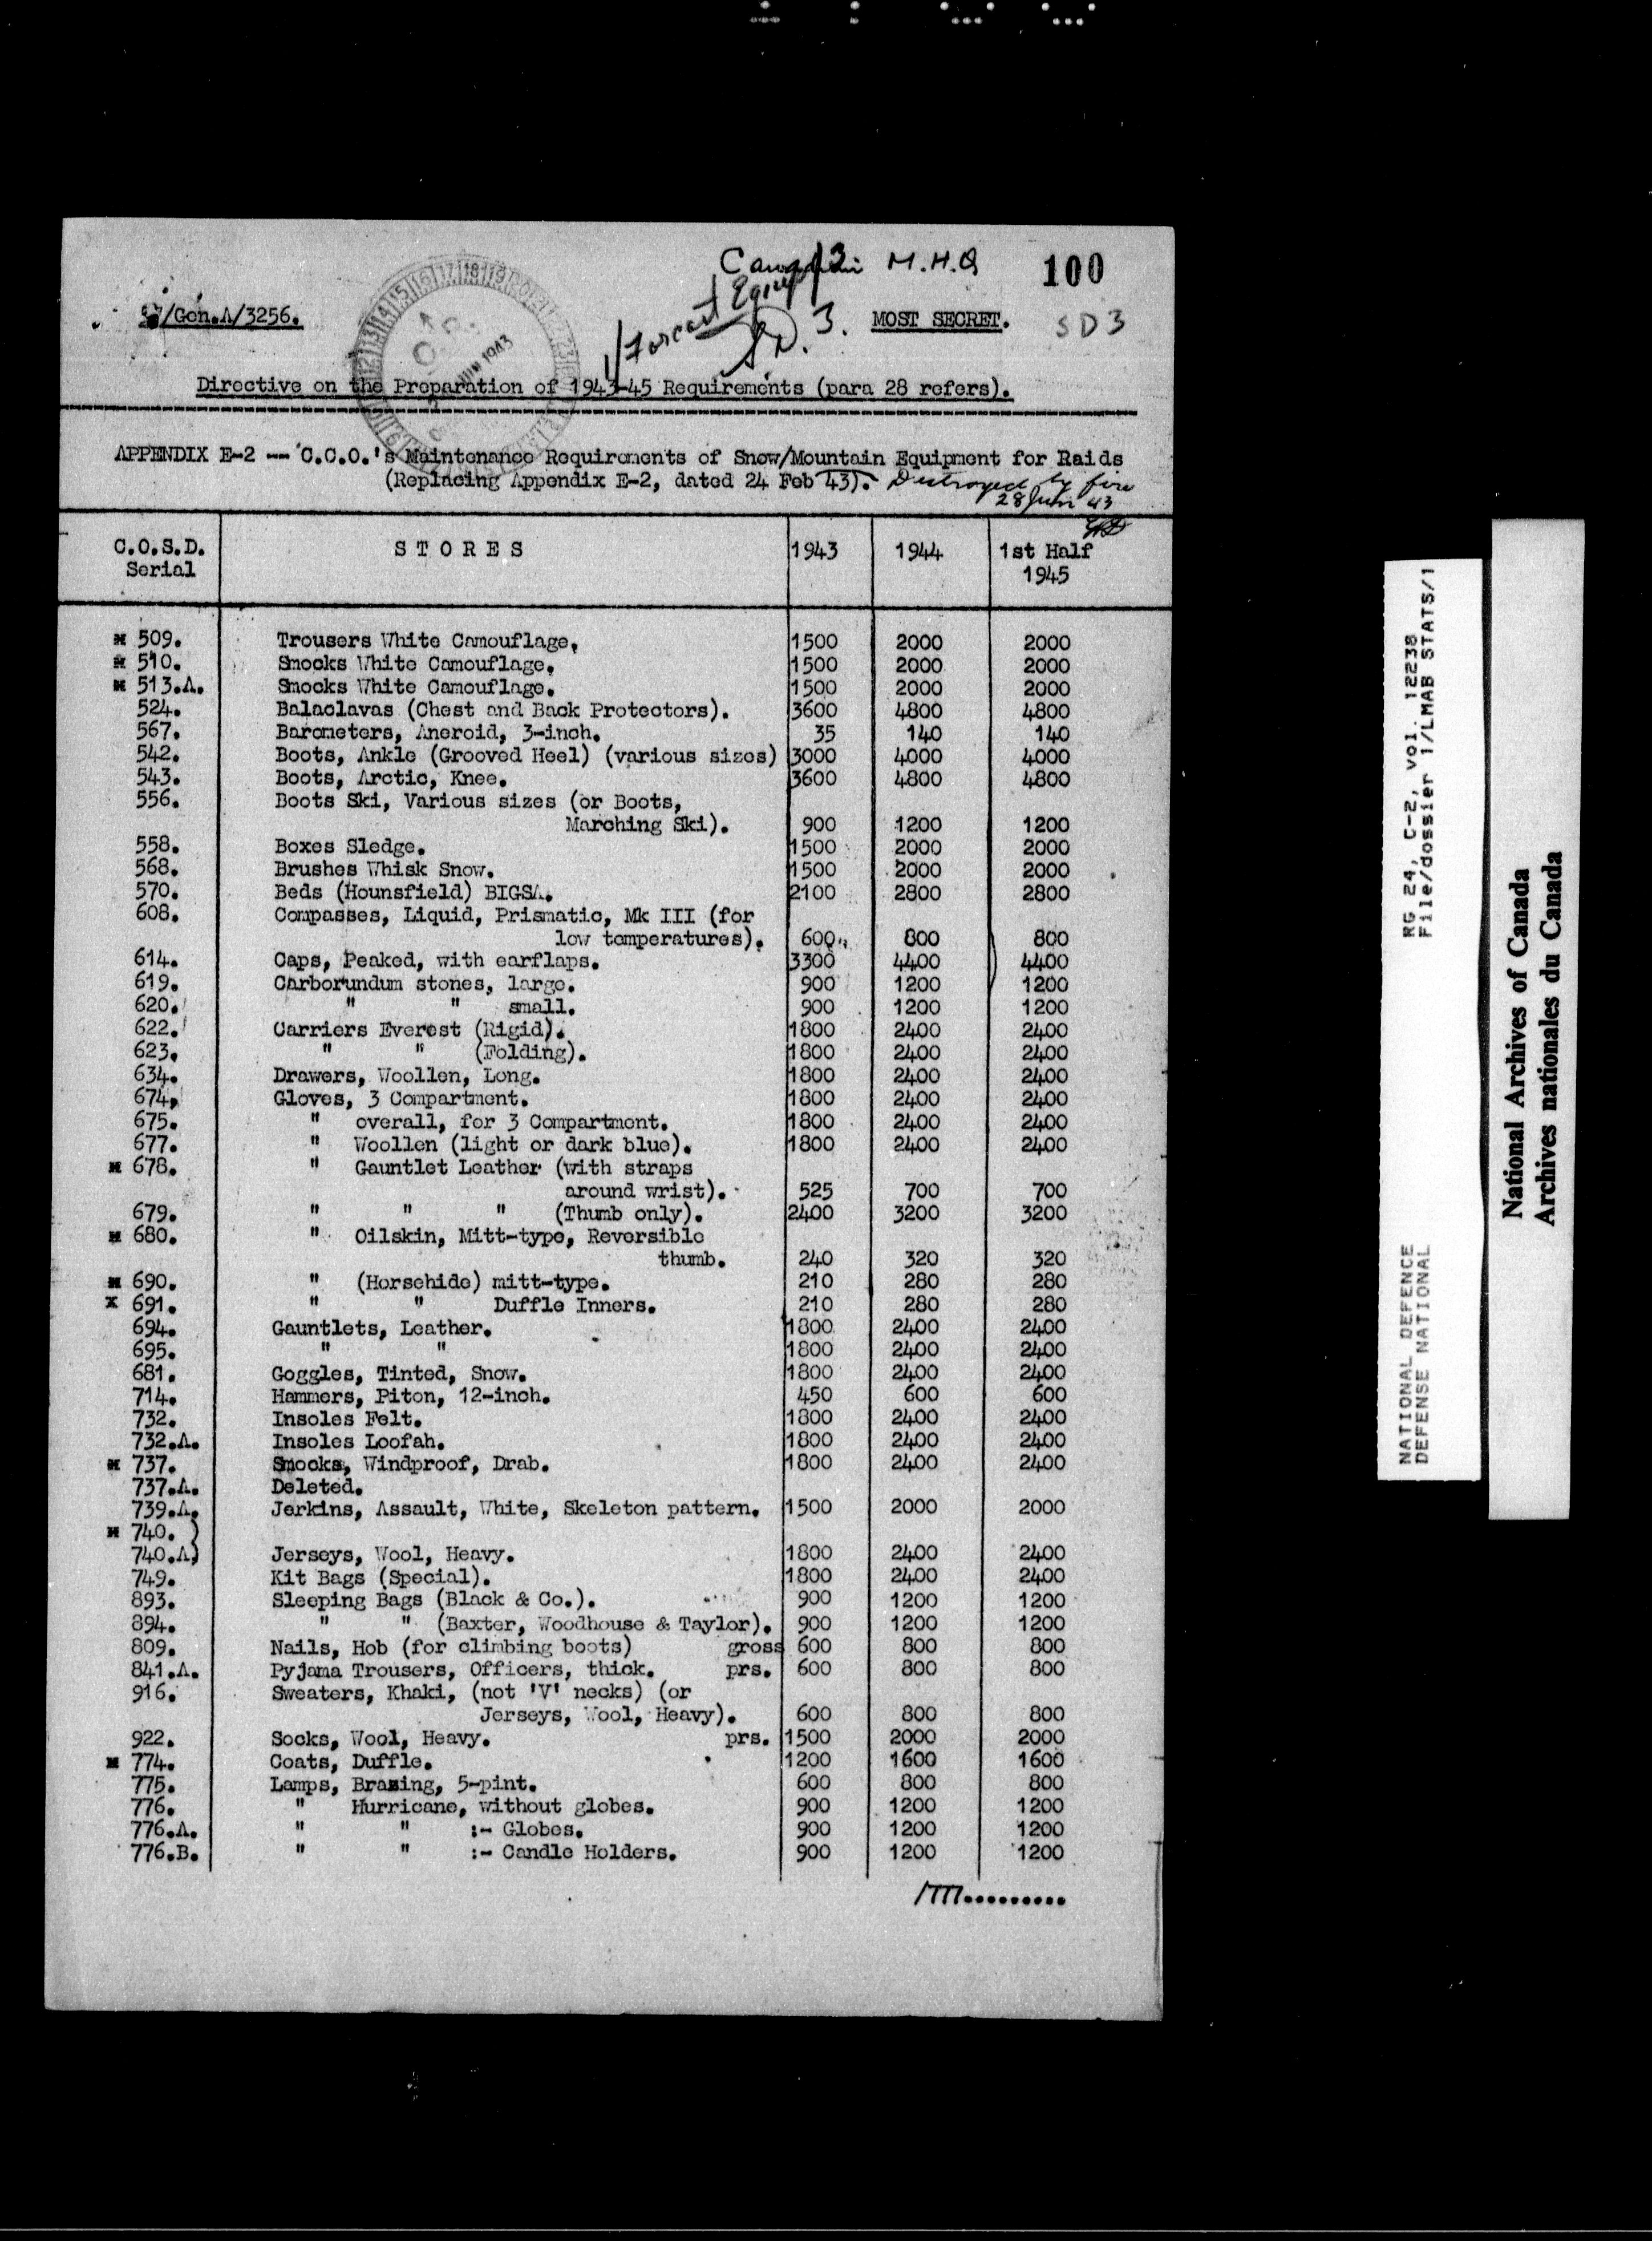 Canadian M.H.Q
100
/Gen.A/3256.
MOST SECRET.
SD3
Forecast Equip
S.D. 3.
JUN 1943
Directive on the Preparation of 1943-45 Requirements (para 28 refers).
APPENDIX E-2 -- C.C.O.'s Maintenance Requirements of Snow/Mountain Equipment for Raids
(Replacing Appendix E-2, dated 24 Feb 43). Destroyed by fire
28 Jun 43
C.O.S.D. Serial STORES 1943 1944 1st Half 1945
* 509. Trousers White Camouflage, 1500 2000 2000
* 510. Smocks White Camouflage, 1500 2000 2000
* 513.A. Smocks White Camouflage. 1500 2000 2000
524. Balaclavas (Chest and Back Protectors). 3600 4800 4800
567. Barometers, Aneroid, 3-inch. 35 140 140
542. Boots, Ankle (Grooved Heel) (various sizes) 3000 4000 4000
543. Boots, Arctic, Knee. 3600 4800 4800
556. Boots Ski, Various sizes (or Boots,
Marching Ski). 900 1200 1200
558. Boxes Sledge. 1500 2000 2000
568. Brushes Whisk Snow. 1500 2000 2000
570. Beds (Hounsfield) BIGSA. 2100 2800 2800
608. Compasses, Liquid, Prismatic, Mk III (for
low temperatures). 600 800 800
614. Caps, Peaked, with earflaps. 3300 4400 4400
619. Carborundum stones, large. 900 1200 1200
620. " " small. 900 1200 1200
622. Carriers Everest (Rigid). 1800 2400 2400
623. " " (Folding). 1800 2400 2400
634. Drawers, Woollen, Long. 1800 2400 2400
674. Gloves, 3 Compartment. 1800 2400 2400
675. " overall, for 3 Compartment. 1800 2400 2400
677. " Woollen (light or dark blue). 1800 2400 2400
* 678. " Gauntlet Leather (with straps
around wrist). 525 700 700
679. " " " (Thumb only). 2400 3200 3200
* 680. " Oilskin, Mitt-type, Reversible
thumb. 240 320 320
* 690. " (Horsehide) mitt-type. 210 280 280
x 691. " " Duffle Inners. 210 280 280
694. Gauntlets, Leather. 1800 2400 2400
695. " " 1800 2400 2400
681. Goggles, Tinted, Snow. 1800 2400 2400
714. Hammers, Piton, 12-inch. 450 600 600
732. Insoles Felt. 1800 2400 2400
732.A. Insoles Loofah. 1800 2400 2400
* 737. Smocks, Windproof, Drab. 1800 2400 2400
737.A. Deleted.
739.A. Jerkins, Assault, White, Skeleton pattern. 1500 2000 2000
* 740. )
740.A) Jerseys, Wool, Heavy. 1800 2400 2400
749. Kit Bags (Special). 1800 2400 2400
893. Sleeping Bags (Black & Co.). 900 1200 1200
894. " " (Baxter, Woodhouse & Taylor). 900 1200 1200
809. Nails, Hob (for climbing boots) gross 600 800 800
841.A. Pyjama Trousers, Officers, thick. prs. 600 800 800
916. Sweaters, Khaki, (not 'V' necks) (or
Jerseys, Wool, Heavy). 600 800 800
922. Socks, Wool, Heavy. prs. 1500 2000 2000
* 774. Coats, Duffle. 1200 1600 1600
775. Lamps, Brazing, 5-pint. 600 800 800
776. " Hurricane, without globes. 900 1200 1200
776.A. " " :- Globes. 900 1200 1200
776.B. " " :- Candle Holders. 900 1200 1200
/777..........
RG 24, C-2, vol. 12238
File/dossier 1/LMAB STATS/1
NATIONAL DEFENCE
DEFENSE NATIONAL
National Archives of Canada
Archives nationales du Canada